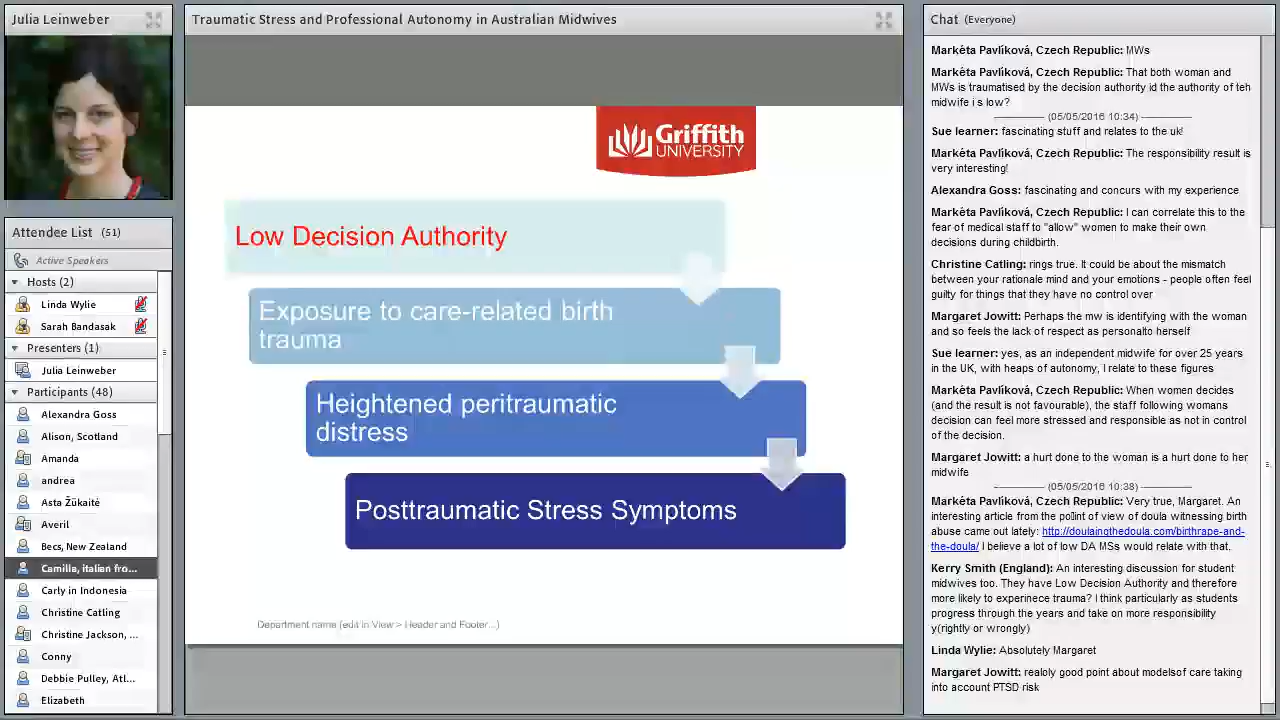 Julia Leinweber
Attendee List (51)
Active Speakers
Hosts (2)
Linda Wylie
Sarah Bandasak
Presenters (1)
Julia Leinweber
Participants (48)
Alexandra Goss
Alison, Scotland
Amanda
andrea
Asta Žūkaitė
Averil
Becs, New Zealand
Camilla, italian fro...
Carly in Indonesia
Christine Catling
Christine Jackson, ...
Conny
Debbie Pulley, Atl...
Elizabeth
Traumatic Stress and Professional Autonomy in Australian Midwives
Griffith
UNIVERSITY
Low Decision Authority
Exposure to care-related birth
trauma
Heightened peritraumatic
distress
Posttraumatic Stress Symptoms
Department name (edit in View > Header and Footer...)
Chat (Everyone)
Markéta Pavlíková, Czech Republic: MWs
Markéta Pavlíková, Czech Republic: That both woman and
MWs is traumatised by the decision authority id the authority of teh
midwife i s low?
(05/05/2016 10:34)
Sue learner: fascinating stuff and relates to the uk!
Markéta Pavlíková, Czech Republic: The responsibility result is
very interesting!
Alexandra Goss: fascinating and concurs with my experience
Markéta Pavlíková, Czech Republic: I can correlate this to the
fear of medical staff to "allow" women to make their own
decisions during childbirth.
Christine Catling: rings true. It could be about the mismatch
between your rationale mind and your emotions - people often feel
guilty for things that they have no control over
Margaret Jowitt: Perhaps the mw is identifying with the woman
and so feels the lack of respect as personalto herself
Sue learner: yes, as an independent midwife for over 25 years
in the UK, with heaps of autonomy, I relate to these figures
Markéta Pavlíková, Czech Republic: When women decides
(and the result is not favourable), the staff following womans
decision can feel more stressed and responsible as not in control
of the decision.
Margaret Jowitt: a hurt done to the woman is a hurt done to her
midwife
(05/05/2016 10:38)
Markéta Pavlíková, Czech Republic: Very true, Margaret. An
interesting article from the point of view of doula witnessing birth
abuse came out lately: http://doulaingthedoula.com/birthrape-and-
the-doula/ I believe a lot of low DA MSs would relate with that.
Kerry Smith (England): An interesting discussion for student
midwives too. They have Low Decision Authority and therefore
more likely to experinece trauma? I think particularly as students
progress through the years and take on more responsibility
y(rightly or wrongly)
Linda Wylie: Absolutely Margaret
Margaret Jowitt: realoly good point about modelsof care taking
into account PTSD risk